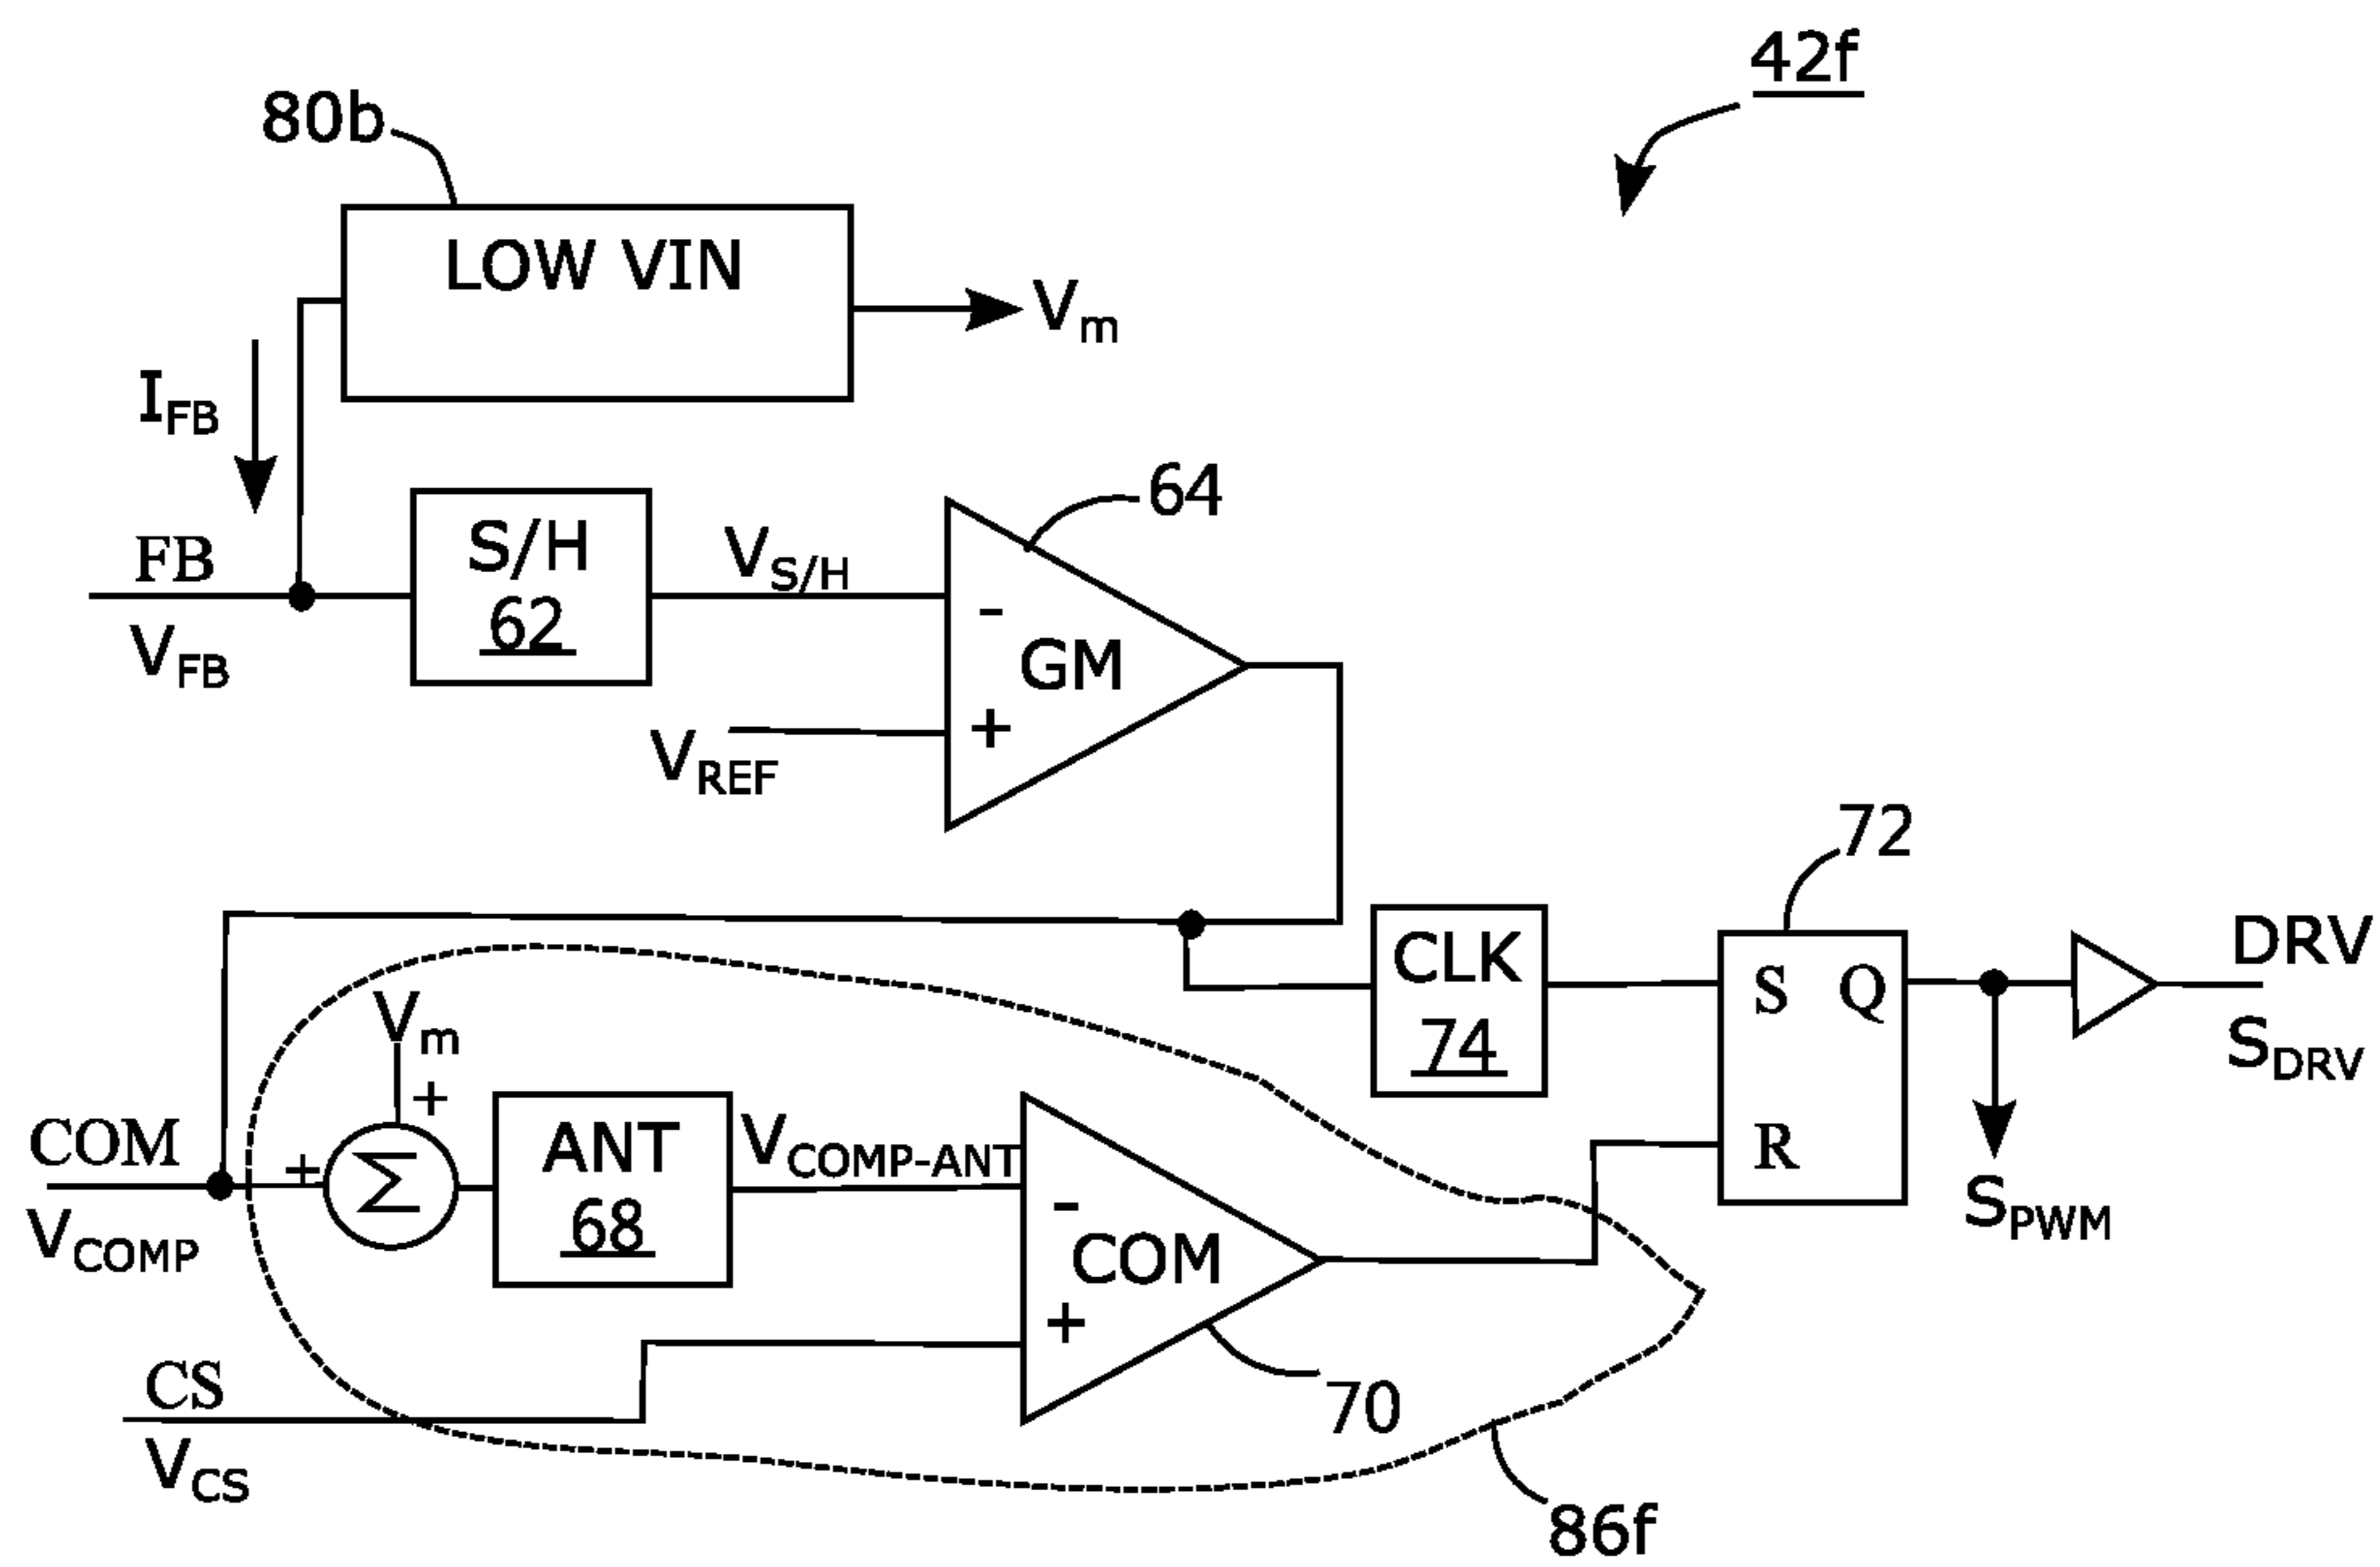 42f
80b
LOW VIN
Vm
IFB
64
FB
S/H
62
VS/H
VFB
-
GM
+
VREF
72
CLK
74
S Q
R
DRV
SDRV
SPWM
Vm
+
COM
+
Σ
VCOMP
ANT
68
VCOMP-ANT
-
COM
+
CS
VCS
70
86f